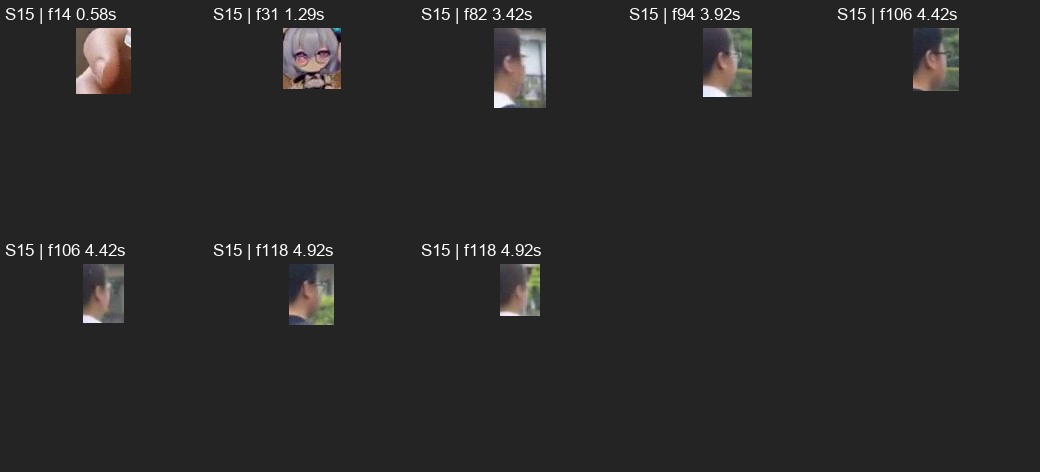 S15 | f14 0.58s
S15 | f31 1.29s
S15 | f82 3.42s
S15 | f94 3.92s
S15 | f106 4.42s
S15 | f106 4.42s
S15 | f118 4.92s
S15 | f118 4.92s